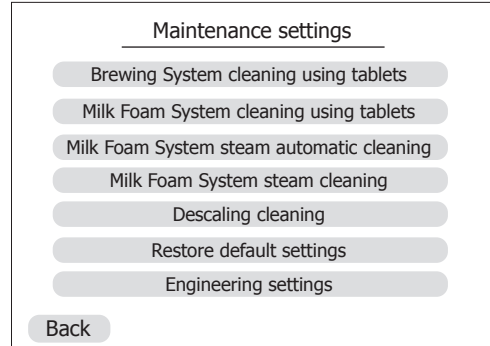 Maintenance settings
Brewing System cleaning using tablets
Milk Foam System cleaning using tablets
Milk Foam System steam automatic cleaning
Milk Foam System steam cleaning
Descaling cleaning
Restore default settings
Engineering settings
Back